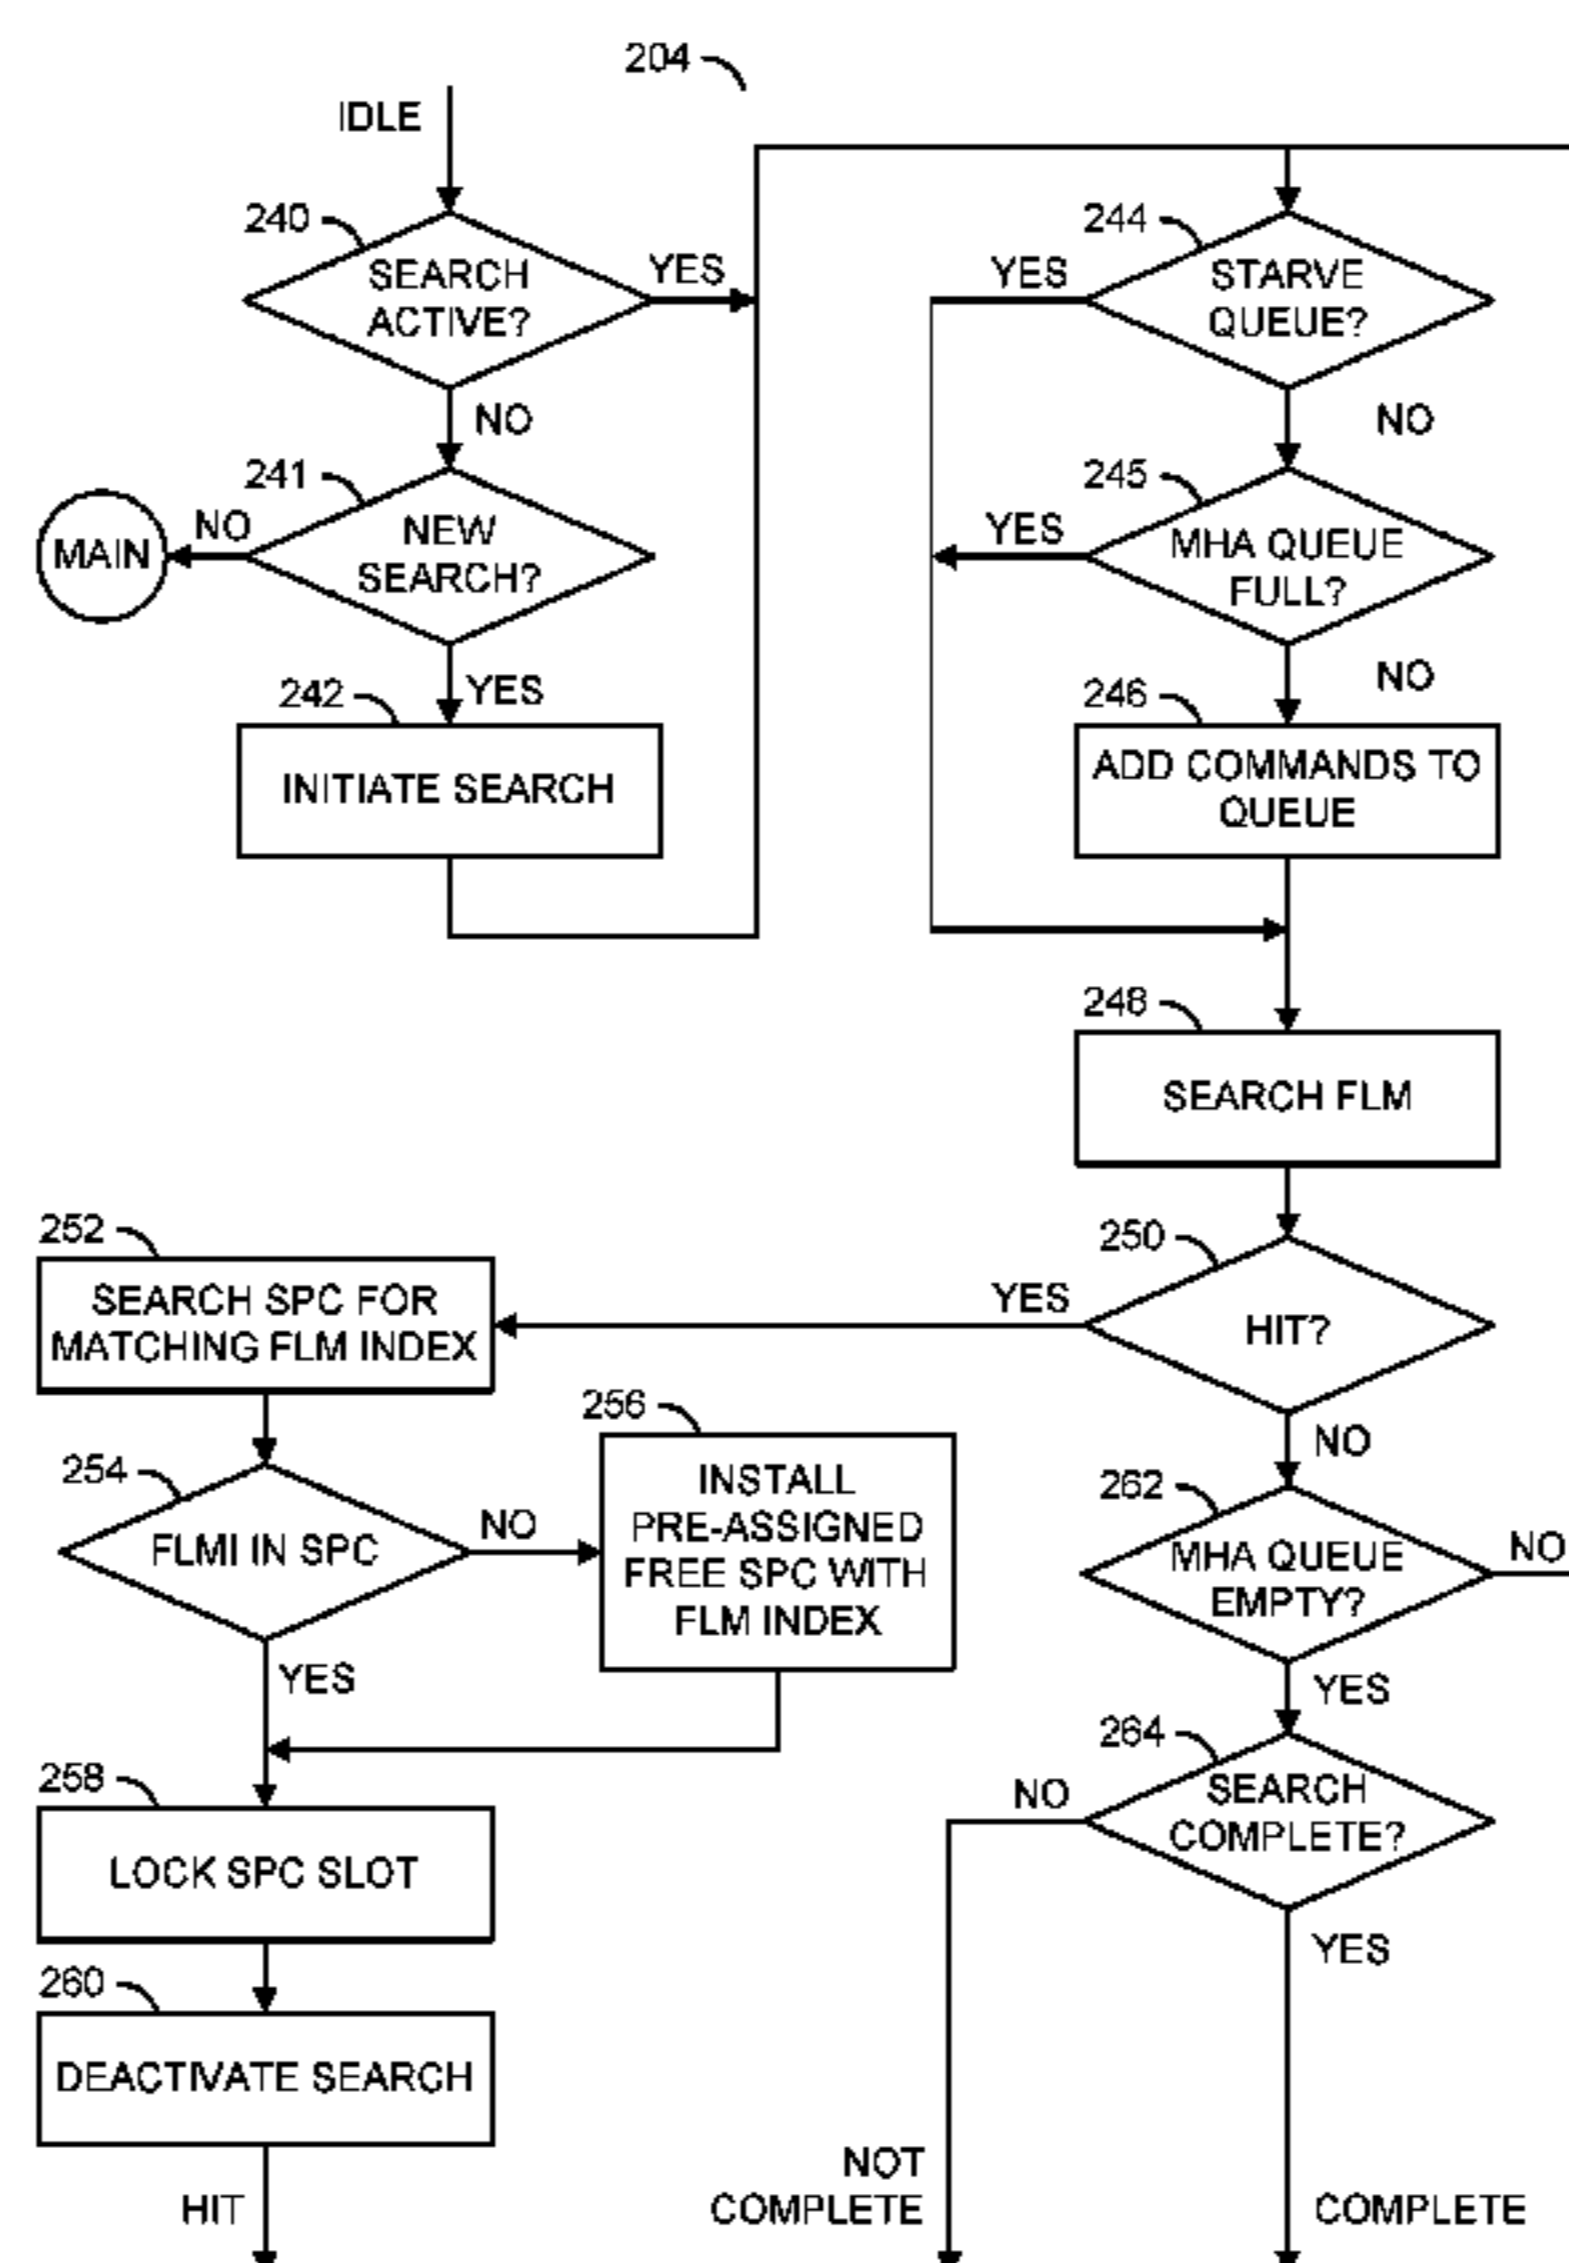 204
IDLE
240
SEARCH
ACTIVE?
YES
NO
241
NEW
SEARCH?
NO
MAIN
YES
242
INITIATE SEARCH
244
STARVE
QUEUE?
YES
NO
245
MHA QUEUE
FULL?
YES
NO
246
ADD COMMANDS TO
QUEUE
248
SEARCH FLM
250
HIT?
YES
NO
252
SEARCH SPC FOR
MATCHING FLM INDEX
254
FLMI IN SPC
NO
YES
256
INSTALL
PRE-ASSIGNED
FREE SPC WITH
FLM INDEX
258
LOCK SPC SLOT
260
DEACTIVATE SEARCH
HIT
262
MHA QUEUE
EMPTY?
NO
YES
264
SEARCH
COMPLETE?
NO
YES
NOT
COMPLETE
COMPLETE